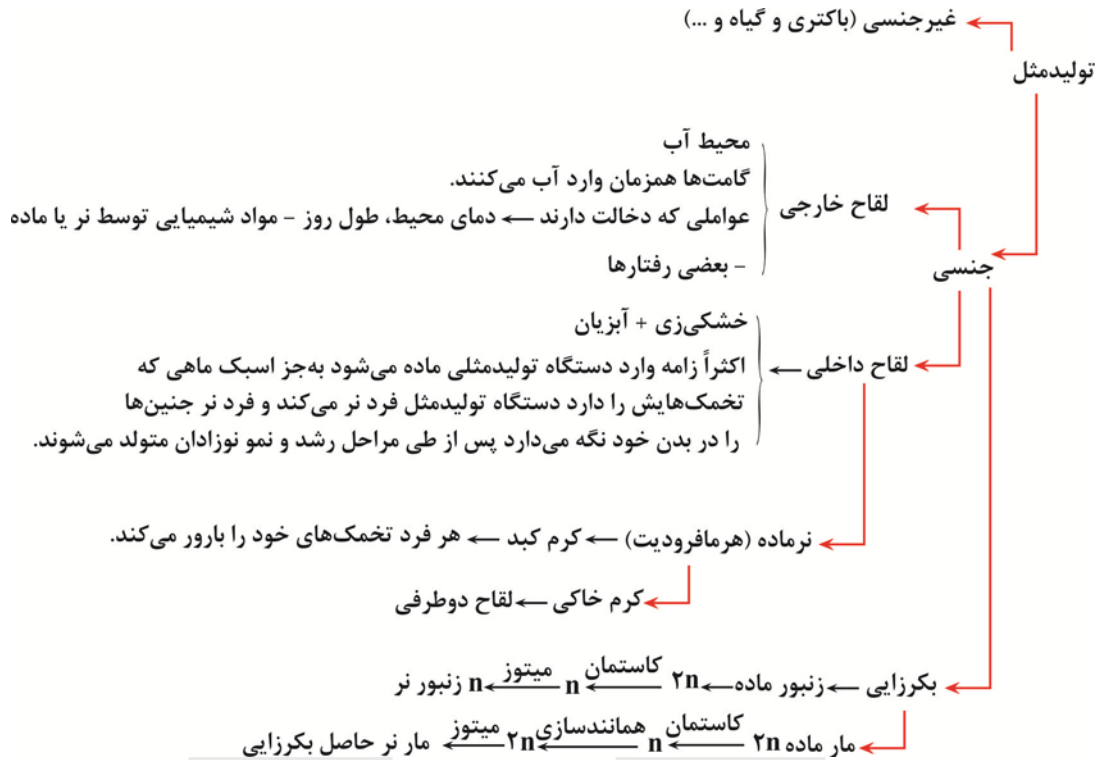 غیرجنسی (باکتری و گیاه و ...)
تولیدمثل
محیط آب
گامت‌ها همزمان وارد آب می‌کنند.
لقاح خارجی
عواملی که دخالت دارند ← دمای محیط، طول روز – مواد شیمیایی توسط نر یا ماده
– بعضی رفتارها
جنسی
خشکی‌زی + آبزیان
لقاح داخلی ← اکثراً زامه وارد دستگاه تولیدمثلی ماده می‌شود به‌جز اسبک ماهی که
تخمک‌هایش را دارد دستگاه تولیدمثل فرد نر می‌کند و فرد نر جنین‌ها
را در بدن خود نگه می‌دارد پس از طی مراحل رشد و نمو نوزادان متولد می‌شوند.
نرماده (هرمافرودیت) ← کرم کبد ← هر فرد تخمک‌های خود را بارور می‌کند.
کرم خاکی ← لقاح دوطرفی
بکرزایی ← زنبور ماده ← ۲n کاستمان ← n میتوز ← n زنبور نر
مار ماده ۲n کاستمان ← n همانندسازی ← ۲n میتوز ← مار نر حاصل بکرزایی